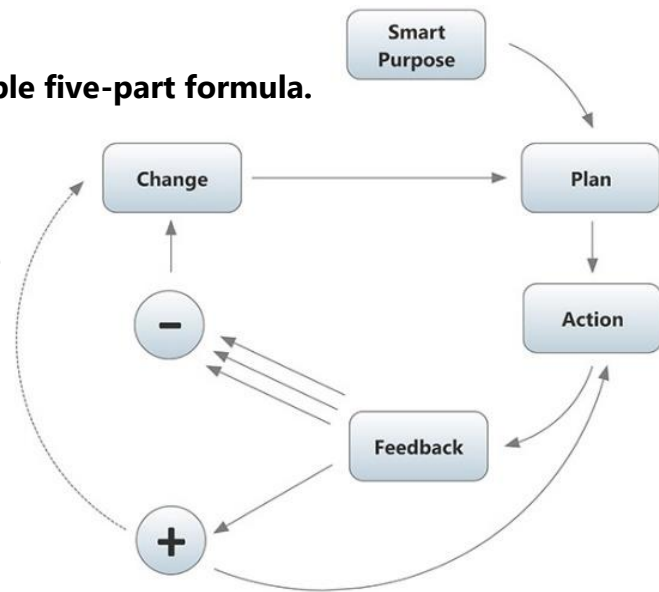 Smart
Purpose
ple five-part formula.
Change
Plan
-
Action
Feedback
+